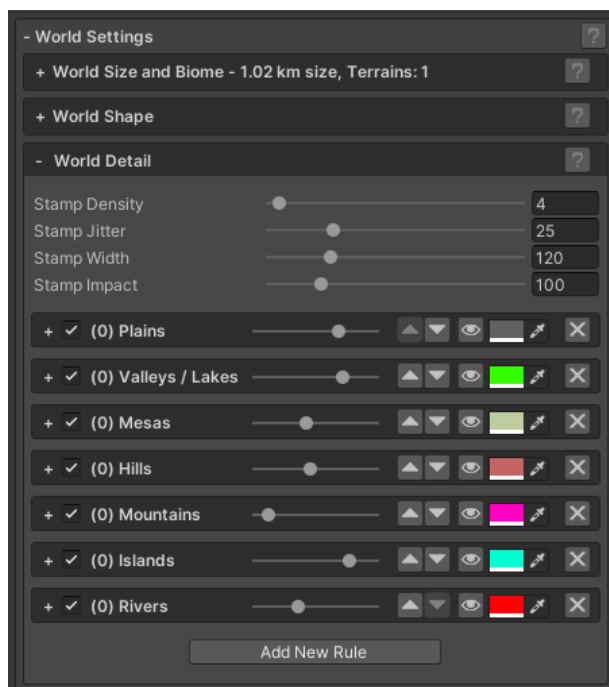 - World Settings
?
+ World Size and Biome - 1.02 km size, Terrains: 1
?
+ World Shape
?
- World Detail
?
Stamp Density 4
Stamp Jitter 25
Stamp Width 120
Stamp Impact 100
+ (0) Plains
+ (0) Valleys / Lakes
+ (0) Mesas
+ (0) Hills
+ (0) Mountains
+ (0) Islands
+ (0) Rivers
Add New Rule